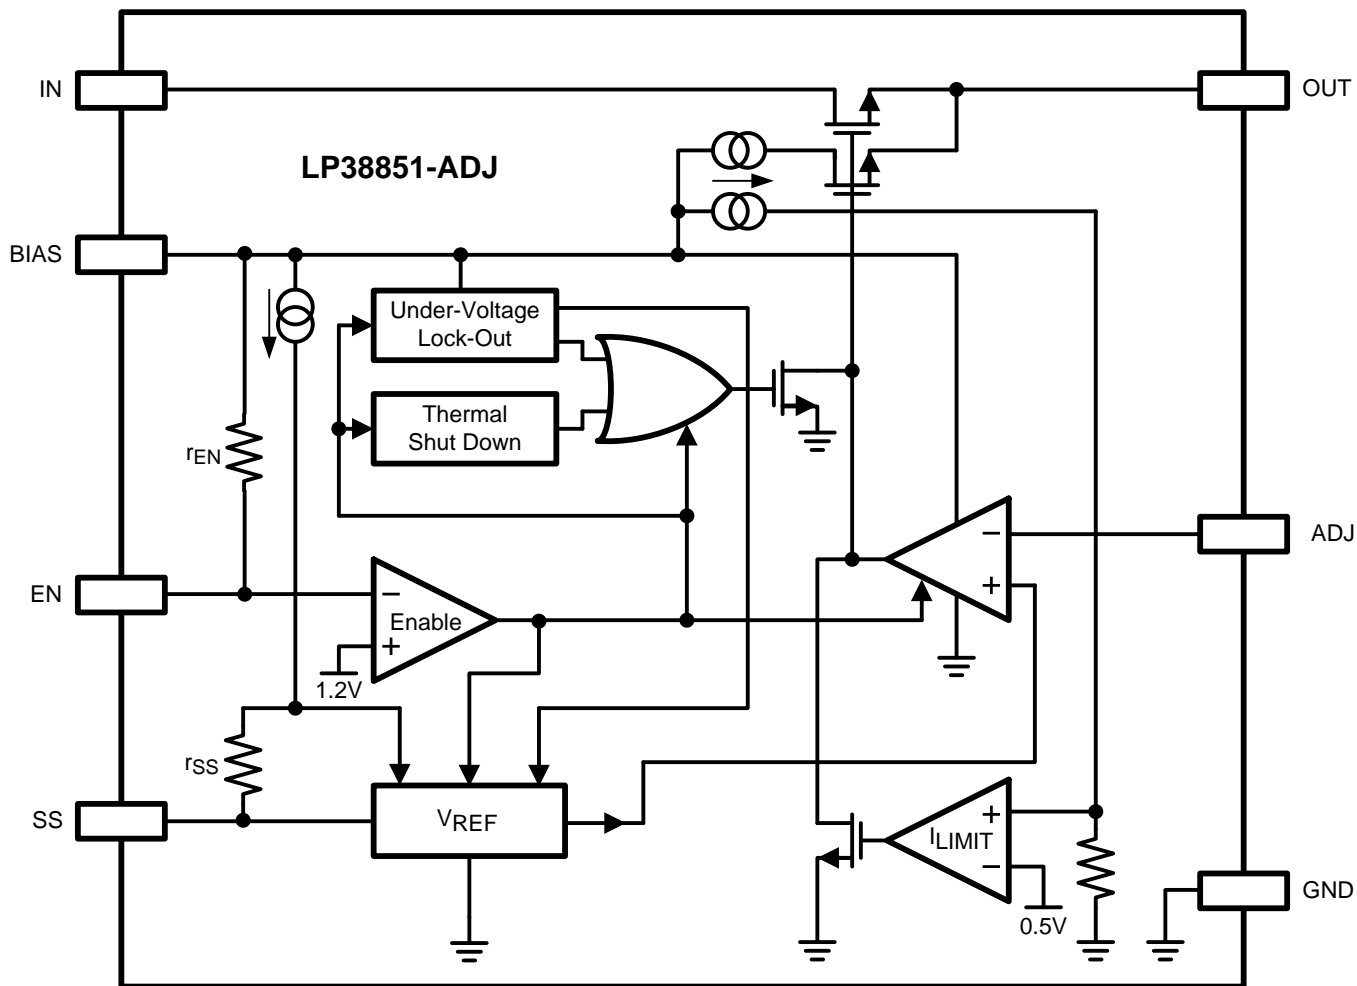 IN
OUT
LP38851-ADJ
BIAS
Under-Voltage
Lock-Out
Thermal
Shut Down
rEN
ADJ
−
+
EN
−
Enable
+
1.2V
rSS
SS
VREF
+
ILIMIT
−
0.5V
GND